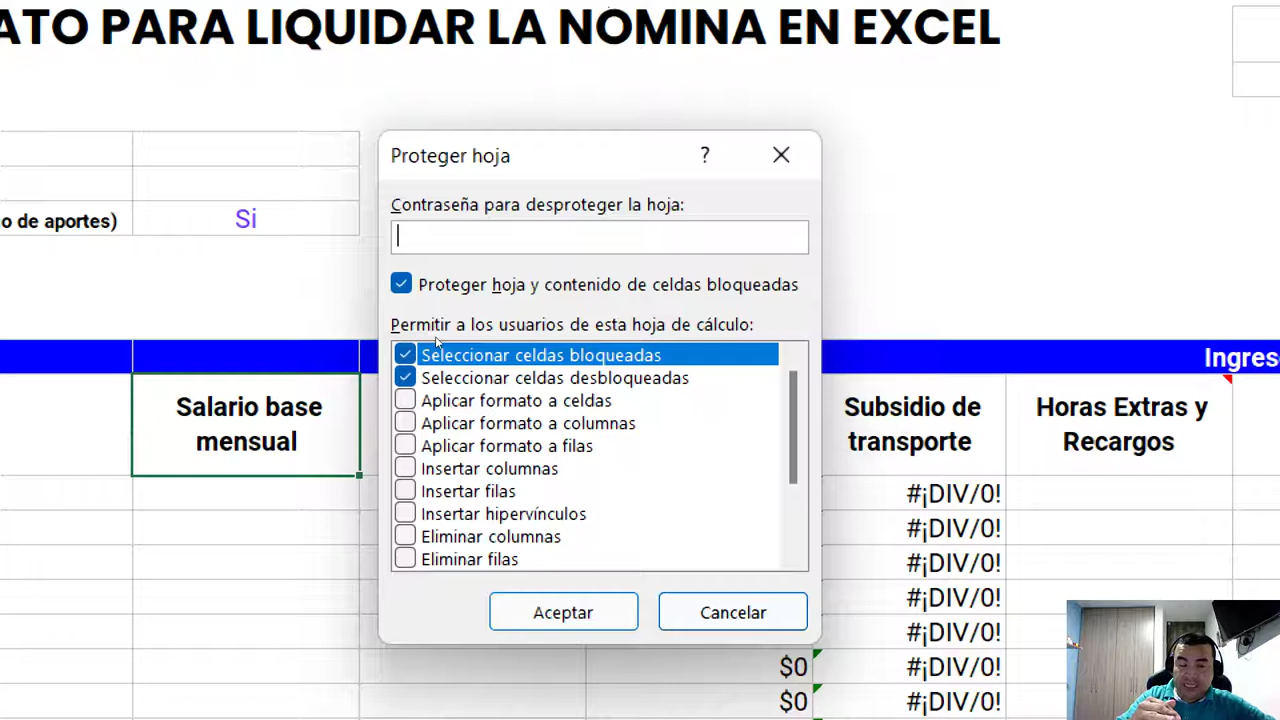 ATO PARA LIQUIDAR LA NOMINA EN EXCEL
Proteger hoja
?
Contraseña para desproteger la hoja:
o de aportes)
Si
Proteger hoja y contenido de celdas bloqueadas
Permitir a los usuarios de esta hoja de cálculo:
Seleccionar celdas bloqueadas
Seleccionar celdas desbloqueadas
Aplicar formato a celdas
Aplicar formato a columnas
Aplicar formato a filas
Insertar columnas
Insertar filas
Insertar hipervínculos
Eliminar columnas
Eliminar filas
Aceptar
Cancelar
Ingres
Salario base
mensual
Subsidio de
transporte
Horas Extras y
Recargos
#¡DIV/0!
#¡DIV/0!
#¡DIV/0!
#¡DIV/0!
#¡DIV/0!
$0 #¡DIV/0!
$0 #¡DIV/0!